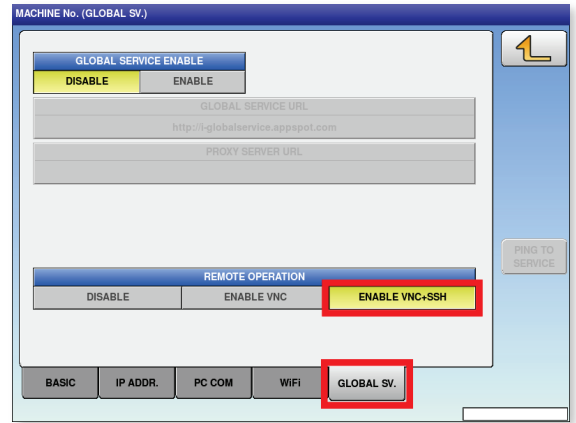 MACHINE No. (GLOBAL SV.)
GLOBAL SERVICE ENABLE
DISABLE ENABLE
GLOBAL SERVICE URL
http://i-globalservice.appspot.com
PROXY SERVER URL
PING TO
SERVICE
REMOTE OPERATION
DISABLE ENABLE VNC ENABLE VNC+SSH
BASIC IP ADDR. PC COM WiFi GLOBAL SV.